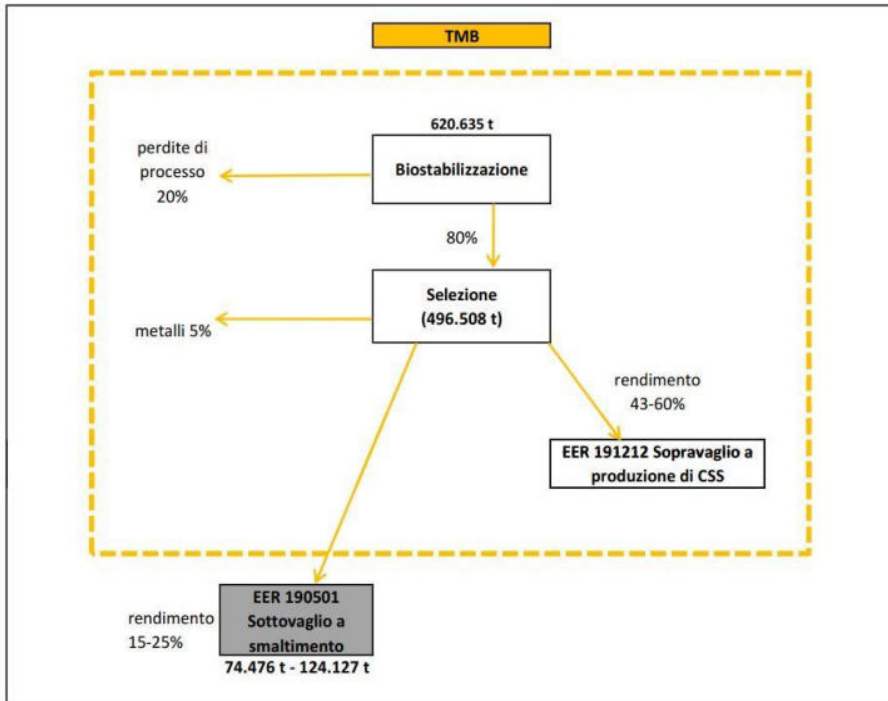 TMB
620.635 t
Biostabilizzazione
perdite di
processo
20%
80%
Selezione
(496.508 t)
metalli 5%
rendimento
43-60%
EER 191212 Sopravaglio a
produzione di CSS
EER 190501
Sottovaglio a
smaltimento
rendimento
15-25%
74.476 t - 124.127 t